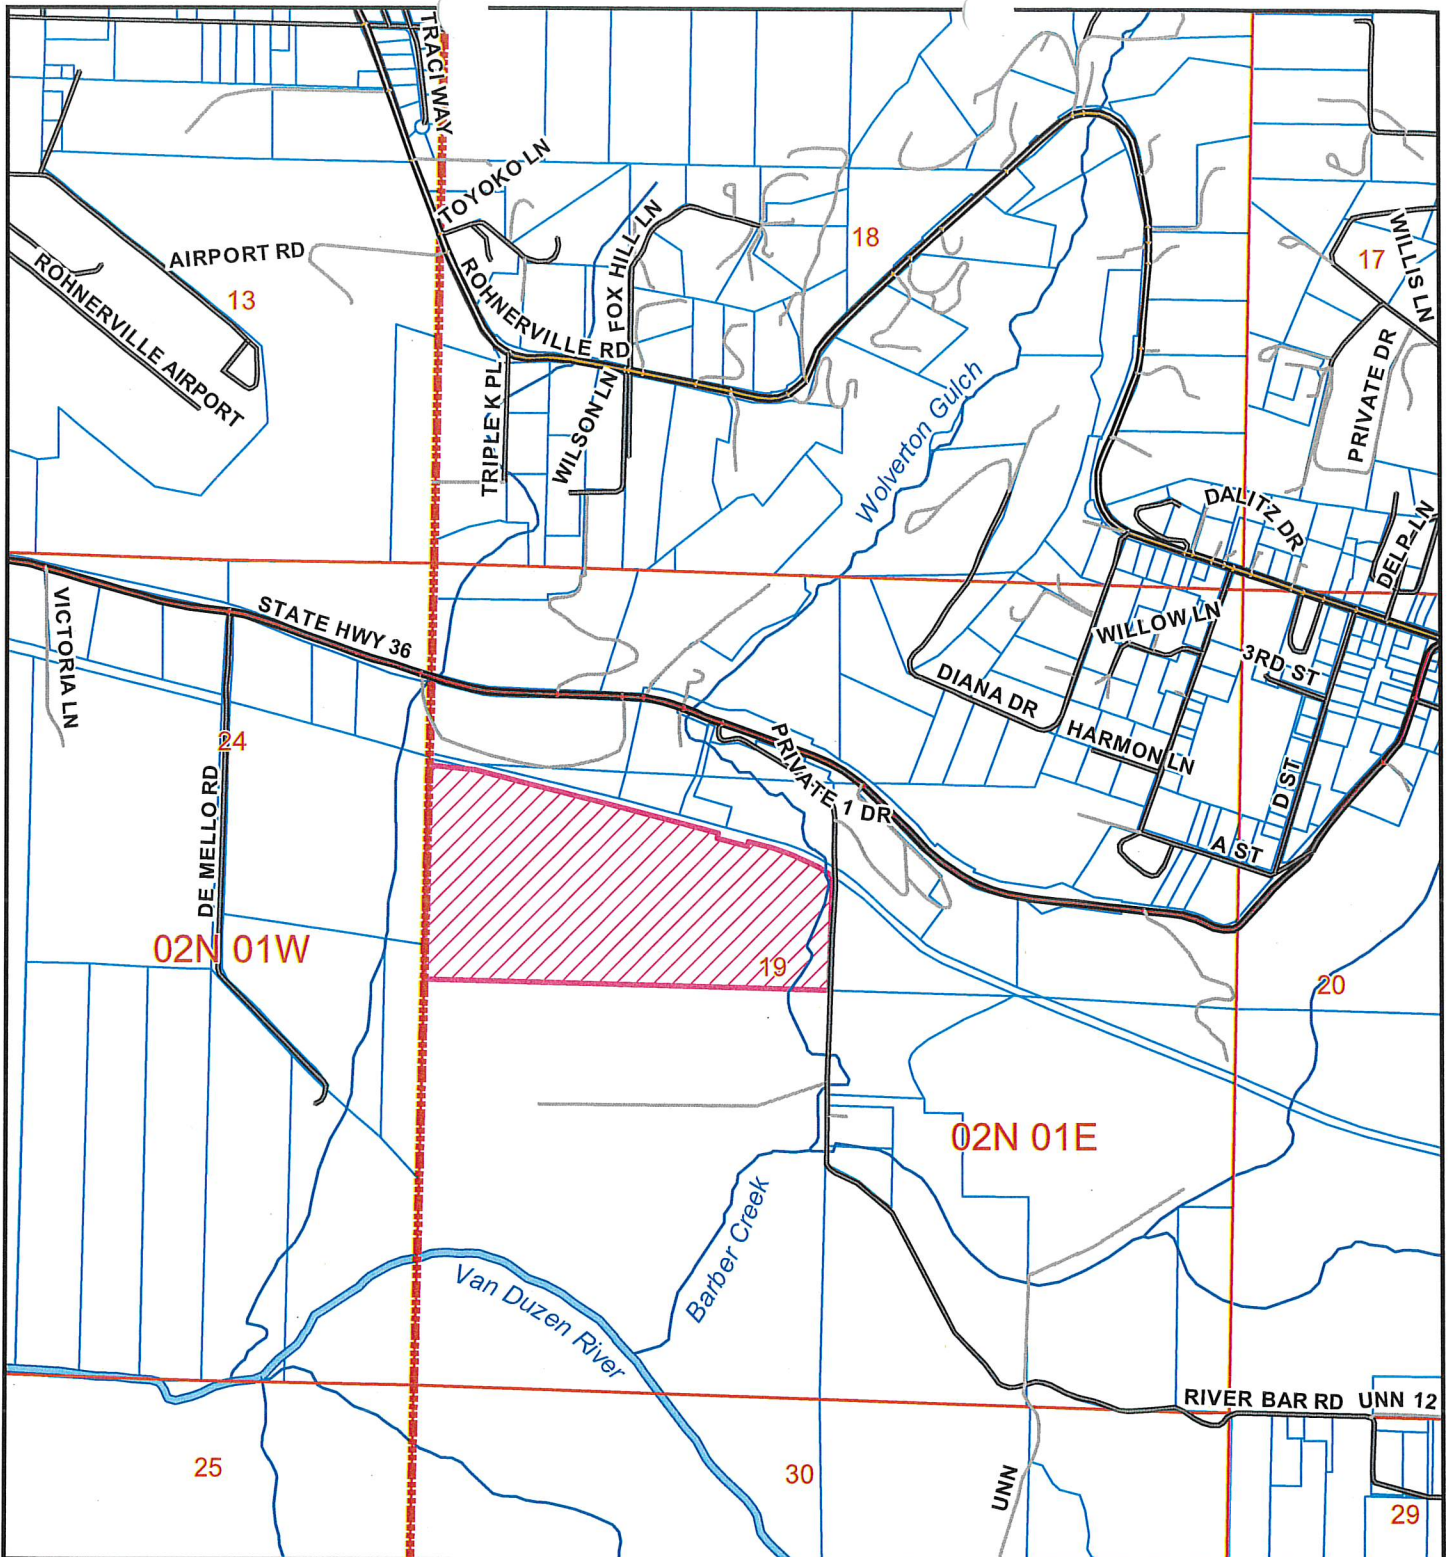 TRACI WAY
TOYOKO LN
FOX HILL LN
18
WILLIS LN
17
AIRPORT RD
13
ROHNERVILLE AIRPORT
ROHNERVILLE RD
TRIPLE K PL
WILSON LN
Wolverton Gulch
PRIVATE DR
DALITZ DR
DELP LN
VICTORIA LN
STATE HWY 36
WILLOW LN
3RD ST
DIANA DR
HARMON LN
24
PRIVATE 1 DR
D ST
A ST
DE MELLO RD
02N 01W
19
20
02N 01E
Barber Creek
Van Duzen River
RIVER BAR RD
UNN 12
25
30
UNN
29